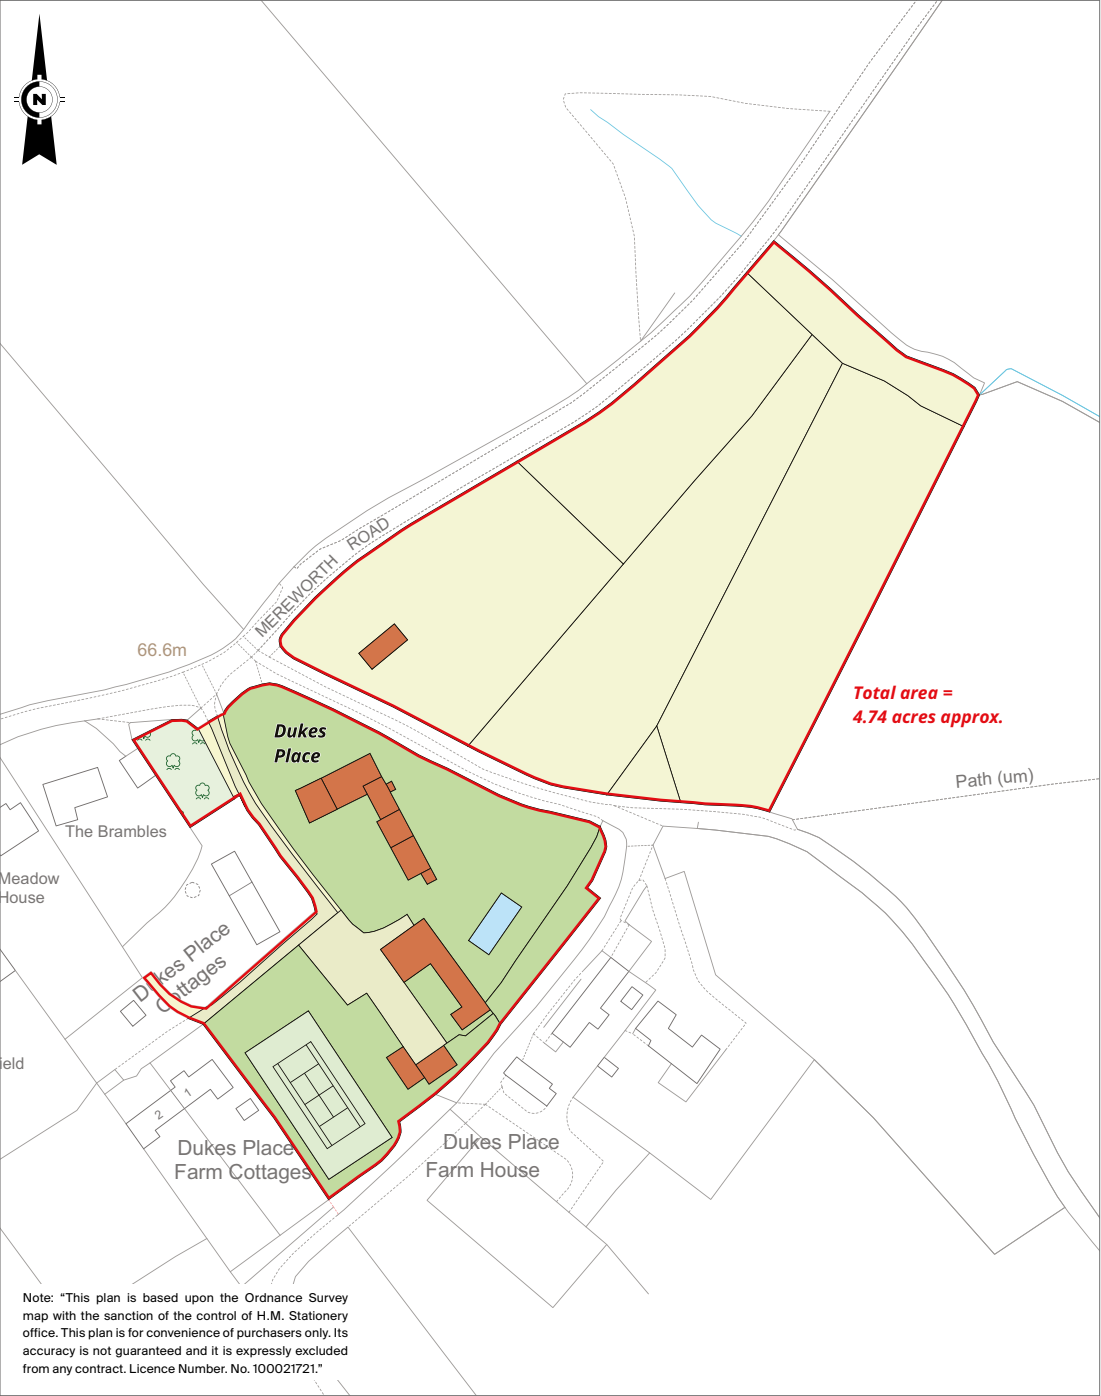 N
MEREWORTH ROAD
66.6m
Dukes
Place
Total area =
4.74 acres approx.
Path (um)
The Brambles
Meadow
House
Dukes Place
Cottages
ield
1
2
Dukes Place
Farm Cottages
Dukes Place
Farm House
Note: “This plan is based upon the Ordnance Survey
map with the sanction of the control of H.M. Stationery
office. This plan is for convenience of purchasers only. Its
accuracy is not guaranteed and it is expressly excluded
from any contract. Licence Number. No. 100021721.”